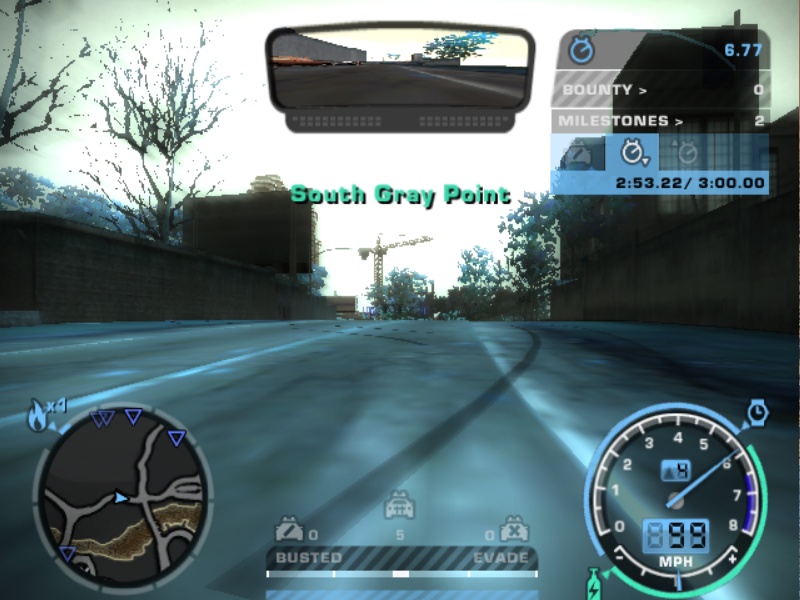 6.77
BOUNTY > 0
MILESTONES > 2
2:53.22/ 3:00.00
South Gray Point
x1
0 1 2 3 4 5 6 7 8
4
99
MPH
0 5 0
BUSTED EVADE